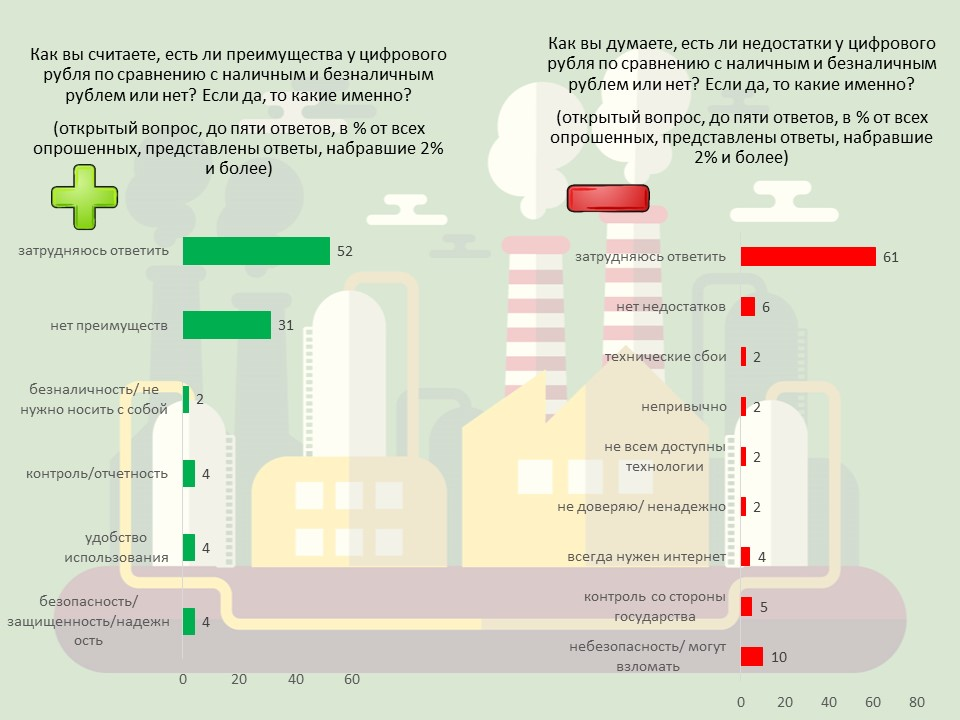 Как вы считаете, есть ли преимущества у цифрового
рубля по сравнению с наличным и безналичным
рублем или нет? Если да, то какие именно?
(открытый вопрос, до пяти ответов, в % от всех
опрошенных, представлены ответы, набравшие 2%
и более)
затрудняюсь ответить 52
нет преимуществ 31
безналичность/ не
нужно носить с собой 2
контроль/отчетность 4
удобство
использования 4
безопасность/
защищенность/надежн
ость 4
0 20 40 60
Как вы думаете, есть ли недостатки у цифрового
рубля по сравнению с наличным и безналичным
рублем или нет? Если да, то какие именно?
(открытый вопрос, до пяти ответов, в % от всех
опрошенных, представлены ответы, набравшие
2% и более)
затрудняюсь ответить 61
нет недостатков 6
технические сбои 2
непривычно 2
не всем доступны
технологии 2
не доверяю/ ненадежно 2
всегда нужен интернет 4
контроль со стороны
государства 5
небезопасность/ могут
взломать 10
0 20 40 60 80